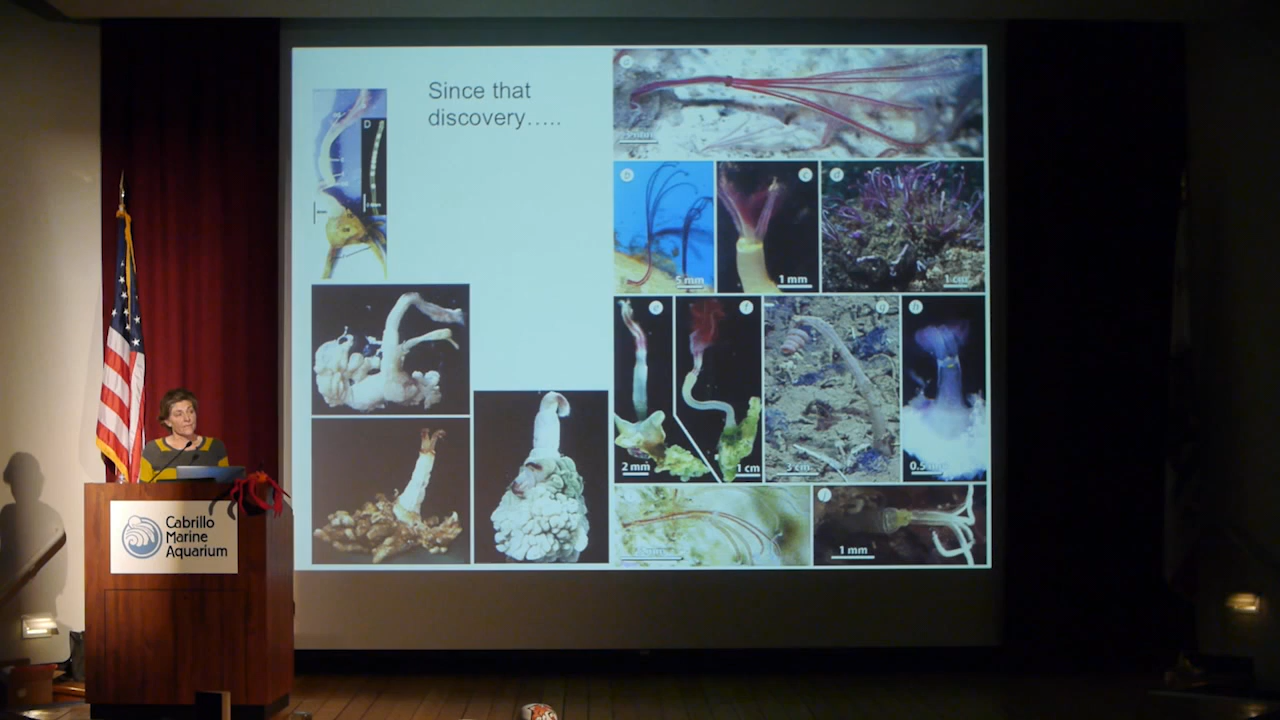 Since that
discovery.....
D
a
b
5 mm
c
1 mm
d
1 cm
e
2 mm
f
1 cm
g
3 cm
h
0.5 mm
1 mm
Cabrillo
Marine
Aquarium